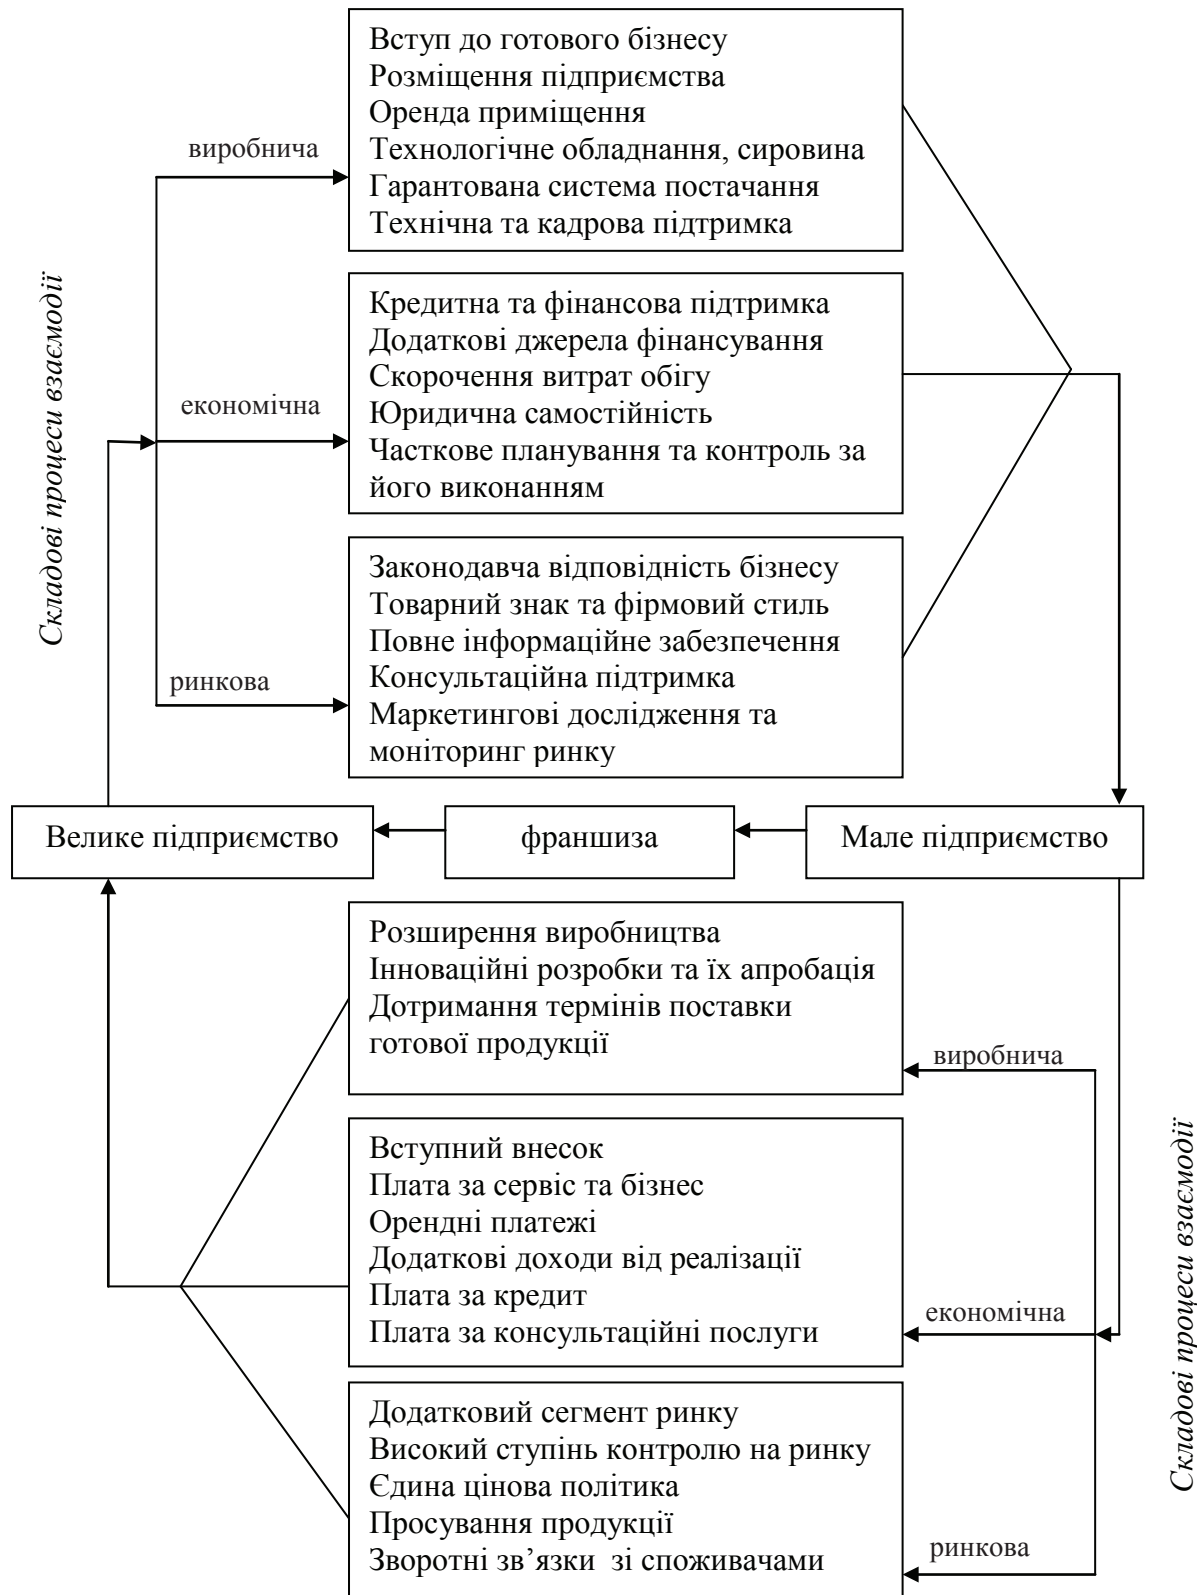 Вступ до готового бізнесу
Розміщення підприємства
Оренда приміщення
Технологічне обладнання, сировина
Гарантована система постачання
Технічна та кадрова підтримка
виробнича
Складові процеси взаємодії
Кредитна та фінансова підтримка
Додаткові джерела фінансування
Скорочення витрат обігу
Юридична самостійність
Часткове планування та контроль за
його виконанням
економічна
Законодавча відповідність бізнесу
Товарний знак та фірмовий стиль
Повне інформаційне забезпечення
Консультаційна підтримка
Маркетингові дослідження та
моніторинг ринку
ринкова
Велике підприємство
франшиза
Мале підприємство
Розширення виробництва
Інноваційні розробки та їх апробація
Дотримання термінів поставки
готової продукції
виробнича
Вступний внесок
Плата за сервіс та бізнес
Орендні платежі
Додаткові доходи від реалізації
Плата за кредит
Плата за консультаційні послуги
економічна
Складові процеси взаємодії
Додатковий сегмент ринку
Високий ступінь контролю на ринку
Єдина цінова політика
Просування продукції
Зворотні зв’язки  зі споживачами
ринкова